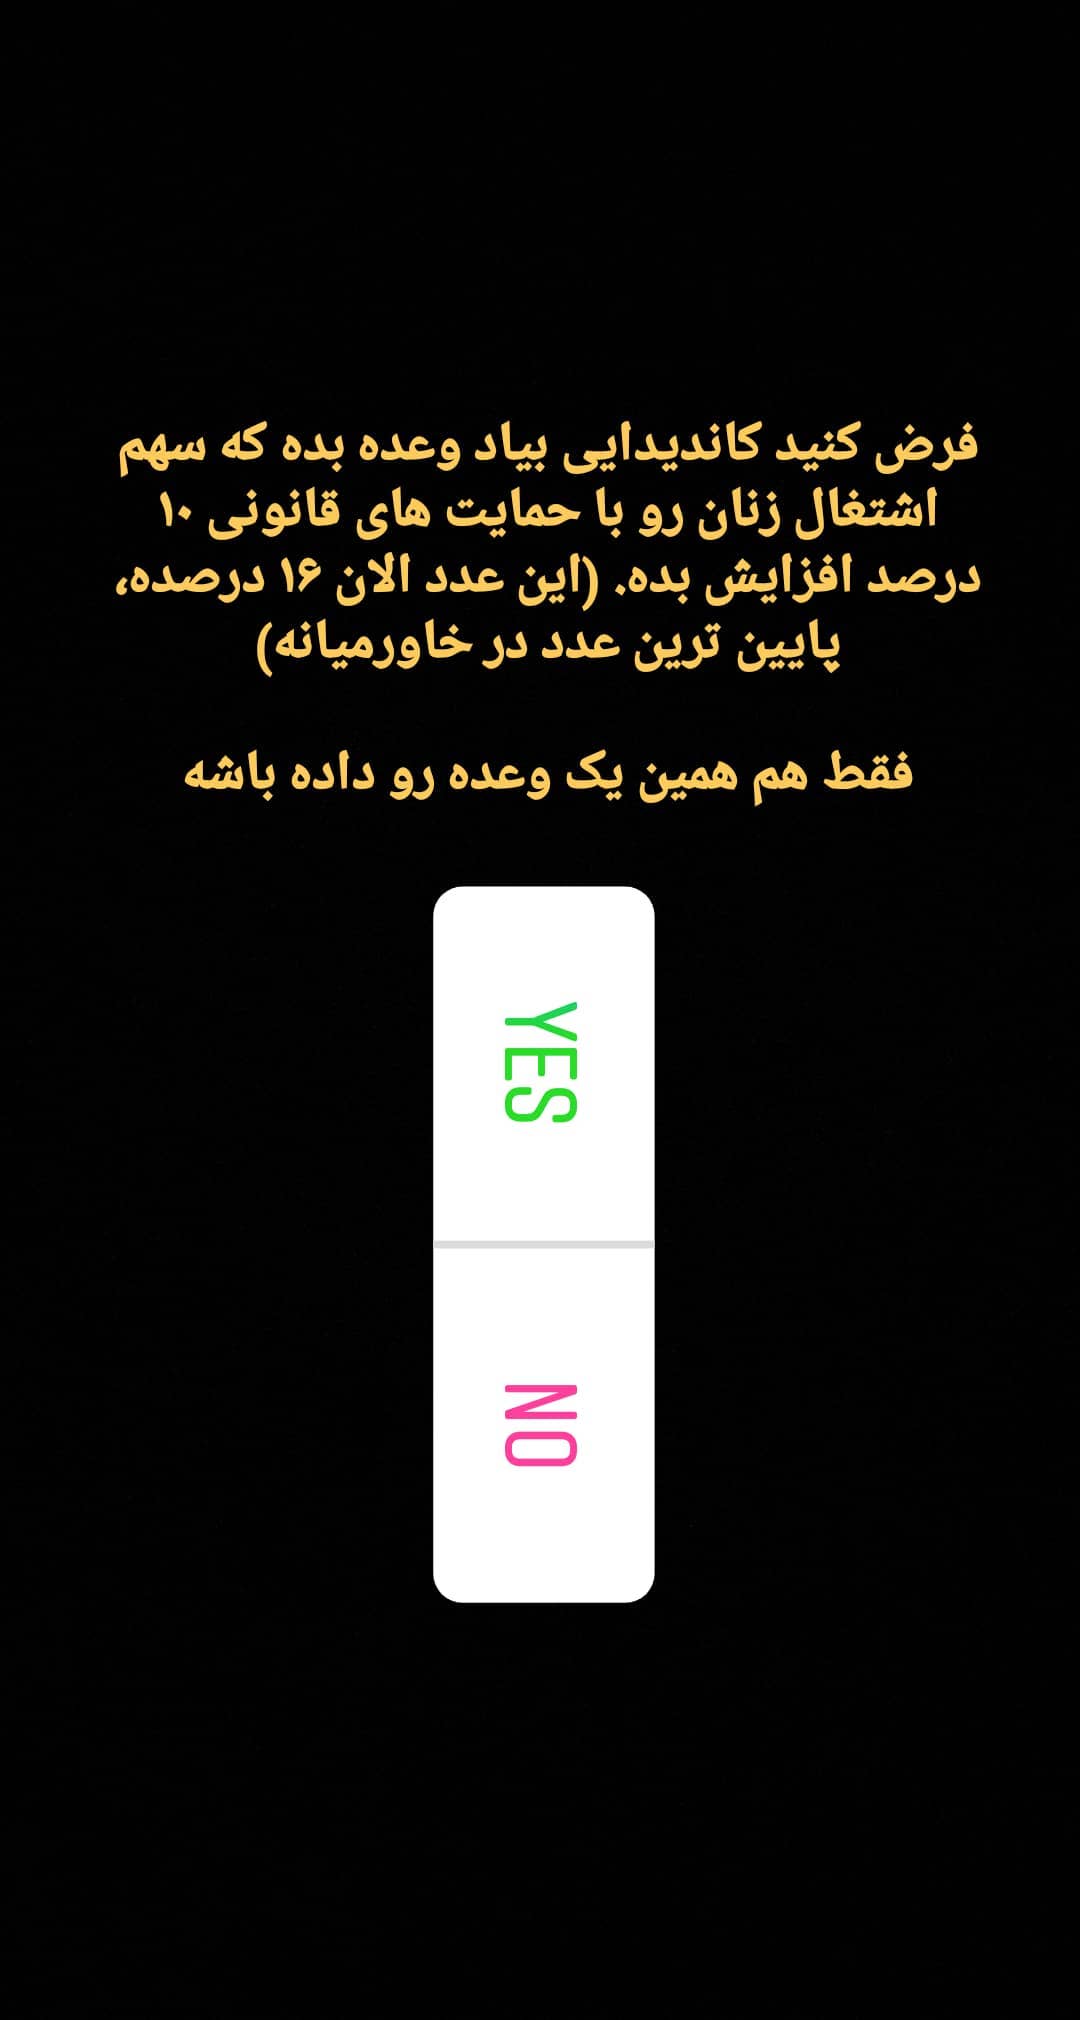 فرض کنید کاندیدایی بیاد وعده بده که سهم
اشتغال زنان رو با حمایت های قانونی ۱۰
درصد افزایش بده. (این عدد الان ۱۶ درصده،
پایین ترین عدد در خاورمیانه)
فقط هم همین یک وعده رو داده باشه
YES
NO